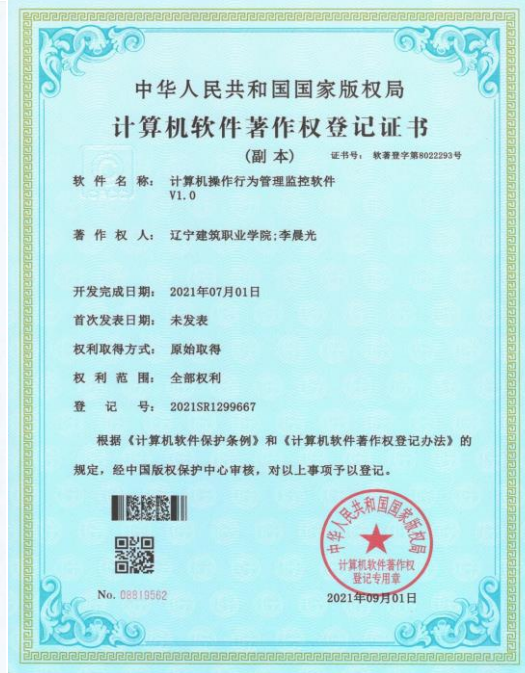 中华人民共和国国家版权局
计算机软件著作权登记证书
(副 本)
证书号: 软著登字第8022293号
软 件 名 称: 计算机操作行为管理监控软件
V1.0
著 作 权 人: 辽宁建筑职业学院;李晨光
开发完成日期: 2021年07月01日
首次发表日期: 未发表
权利取得方式: 原始取得
权 利 范 围: 全部权利
登 记 号: 2021SR1299667
根据《计算机软件保护条例》和《计算机软件著作权登记办法》的
规定,经中国版权保护中心审核,对以上事项予以登记。
中华人民共和国国家版权局
计算机软件著作权
登记专用章
No. 08819562
2021年09月01日